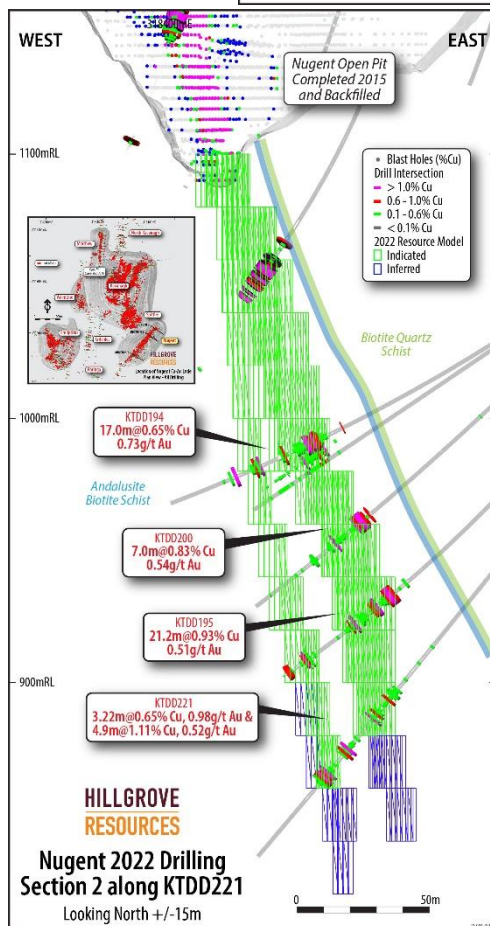 WEST
EAST
Nugent Open Pit
Completed 2015
and Backfilled
1100mRL
Blast Holes (%Cu)
Drill Intersection
> 1.0% Cu
0.6 - 1.0% Cu
0.1 - 0.6% Cu
< 0.1% Cu
2022 Resource Model
Indicated
Inferred
HILLGROVE
RESOURCES
Biotite Quartz
Schist
1000mRL
KTDD194
17.0m@0.65% Cu
0.73g/t Au
Andalusite
Biotite Schist
KTDD200
7.0m@0.83% Cu
0.54g/t Au
KTDD195
21.2m@0.93% Cu
0.51g/t Au
900mRL
KTDD221
3.22m@0.65% Cu, 0.98g/t Au &
4.9m@1.11% Cu, 0.52g/t Au
HILLGROVE
RESOURCES
Nugent 2022 Drilling
Section 2 along KTDD221
Looking North +/-15m
0 50m